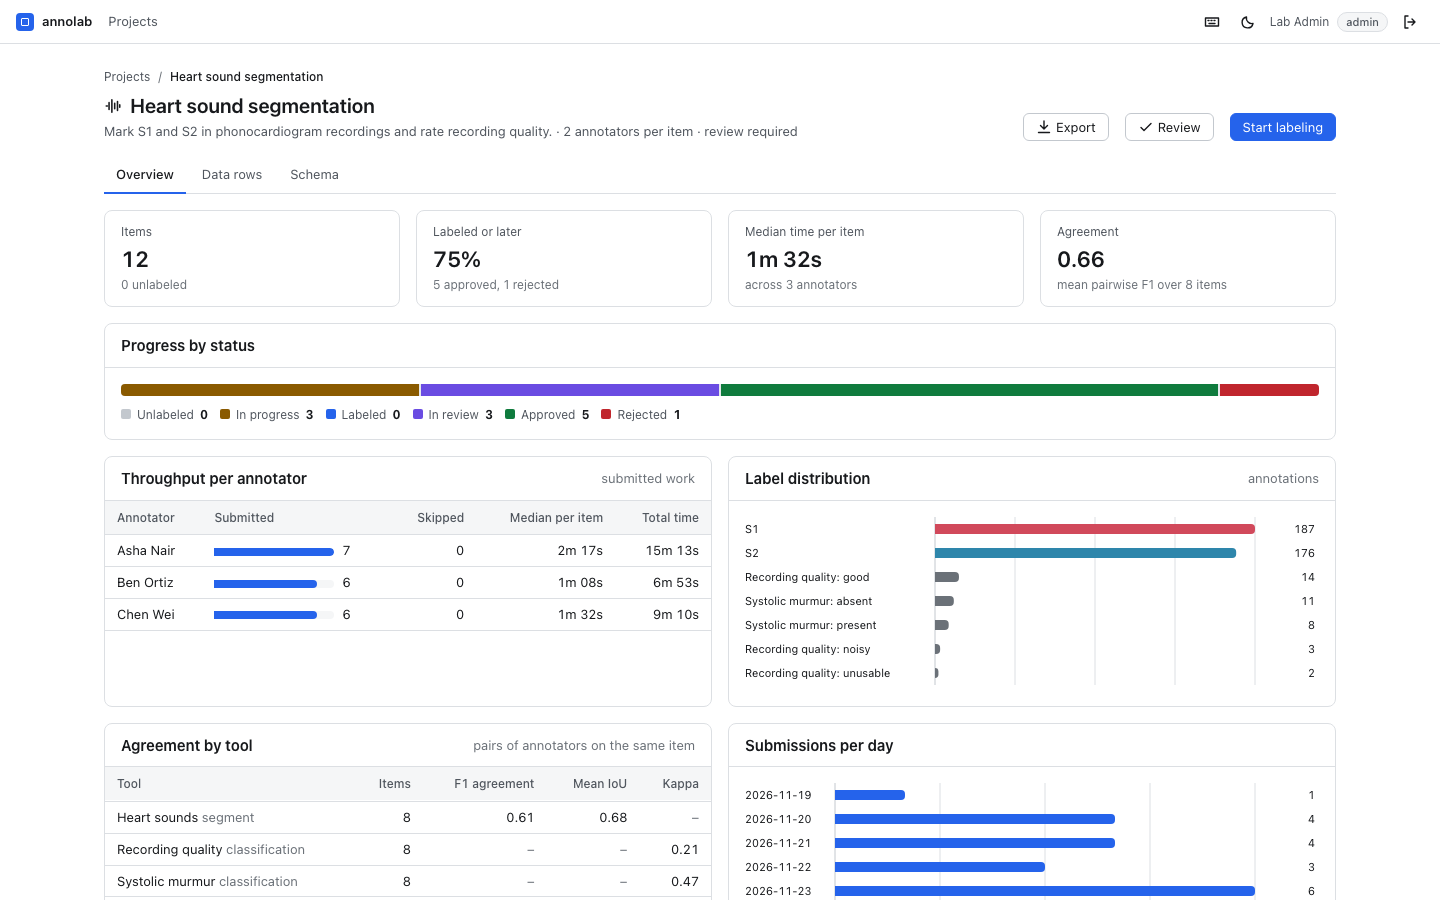 annolab Projects Lab Admin admin
Projects / Heart sound segmentation
Heart sound segmentation
Mark S1 and S2 in phonocardiogram recordings and rate recording quality. · 2 annotators per item · review required
Export Review Start labeling
Overview Data rows Schema
Items
12
0 unlabeled
Labeled or later
75%
5 approved, 1 rejected
Median time per item
1m 32s
across 3 annotators
Agreement
0.66
mean pairwise F1 over 8 items
Progress by status
Unlabeled 0 In progress 3 Labeled 0 In review 3 Approved 5 Rejected 1
Throughput per annotator submitted work
Annotator Submitted Skipped Median per item Total time
Asha Nair 7 0 2m 17s 15m 13s
Ben Ortiz 6 0 1m 08s 6m 53s
Chen Wei 6 0 1m 32s 9m 10s
Label distribution annotations
S1 187
S2 176
Recording quality: good 14
Systolic murmur: absent 11
Systolic murmur: present 8
Recording quality: noisy 3
Recording quality: unusable 2
Agreement by tool pairs of annotators on the same item
Tool Items F1 agreement Mean IoU Kappa
Heart sounds segment 8 0.61 0.68 –
Recording quality classification 8 – – 0.21
Systolic murmur classification 8 – – 0.47
Submissions per day
2026-11-19 1
2026-11-20 4
2026-11-21 4
2026-11-22 3
2026-11-23 6